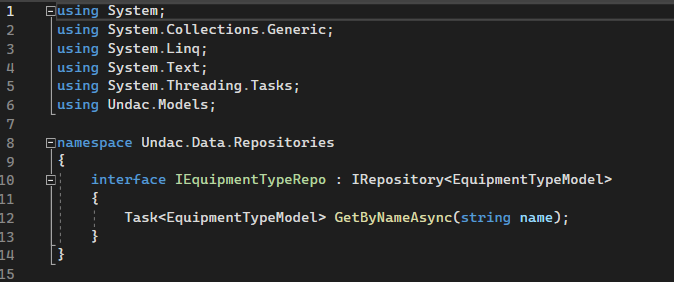 1 using System;
2 using System.Collections.Generic;
3 using System.Linq;
4 using System.Text;
5 using System.Threading.Tasks;
6 using Undac.Models;
7
8 namespace Undac.Data.Repositories
9 {
10     interface IEquipmentTypeRepo : IRepository<EquipmentTypeModel>
11     {
12         Task<EquipmentTypeModel> GetByNameAsync(string name);
13     }
14 }
15